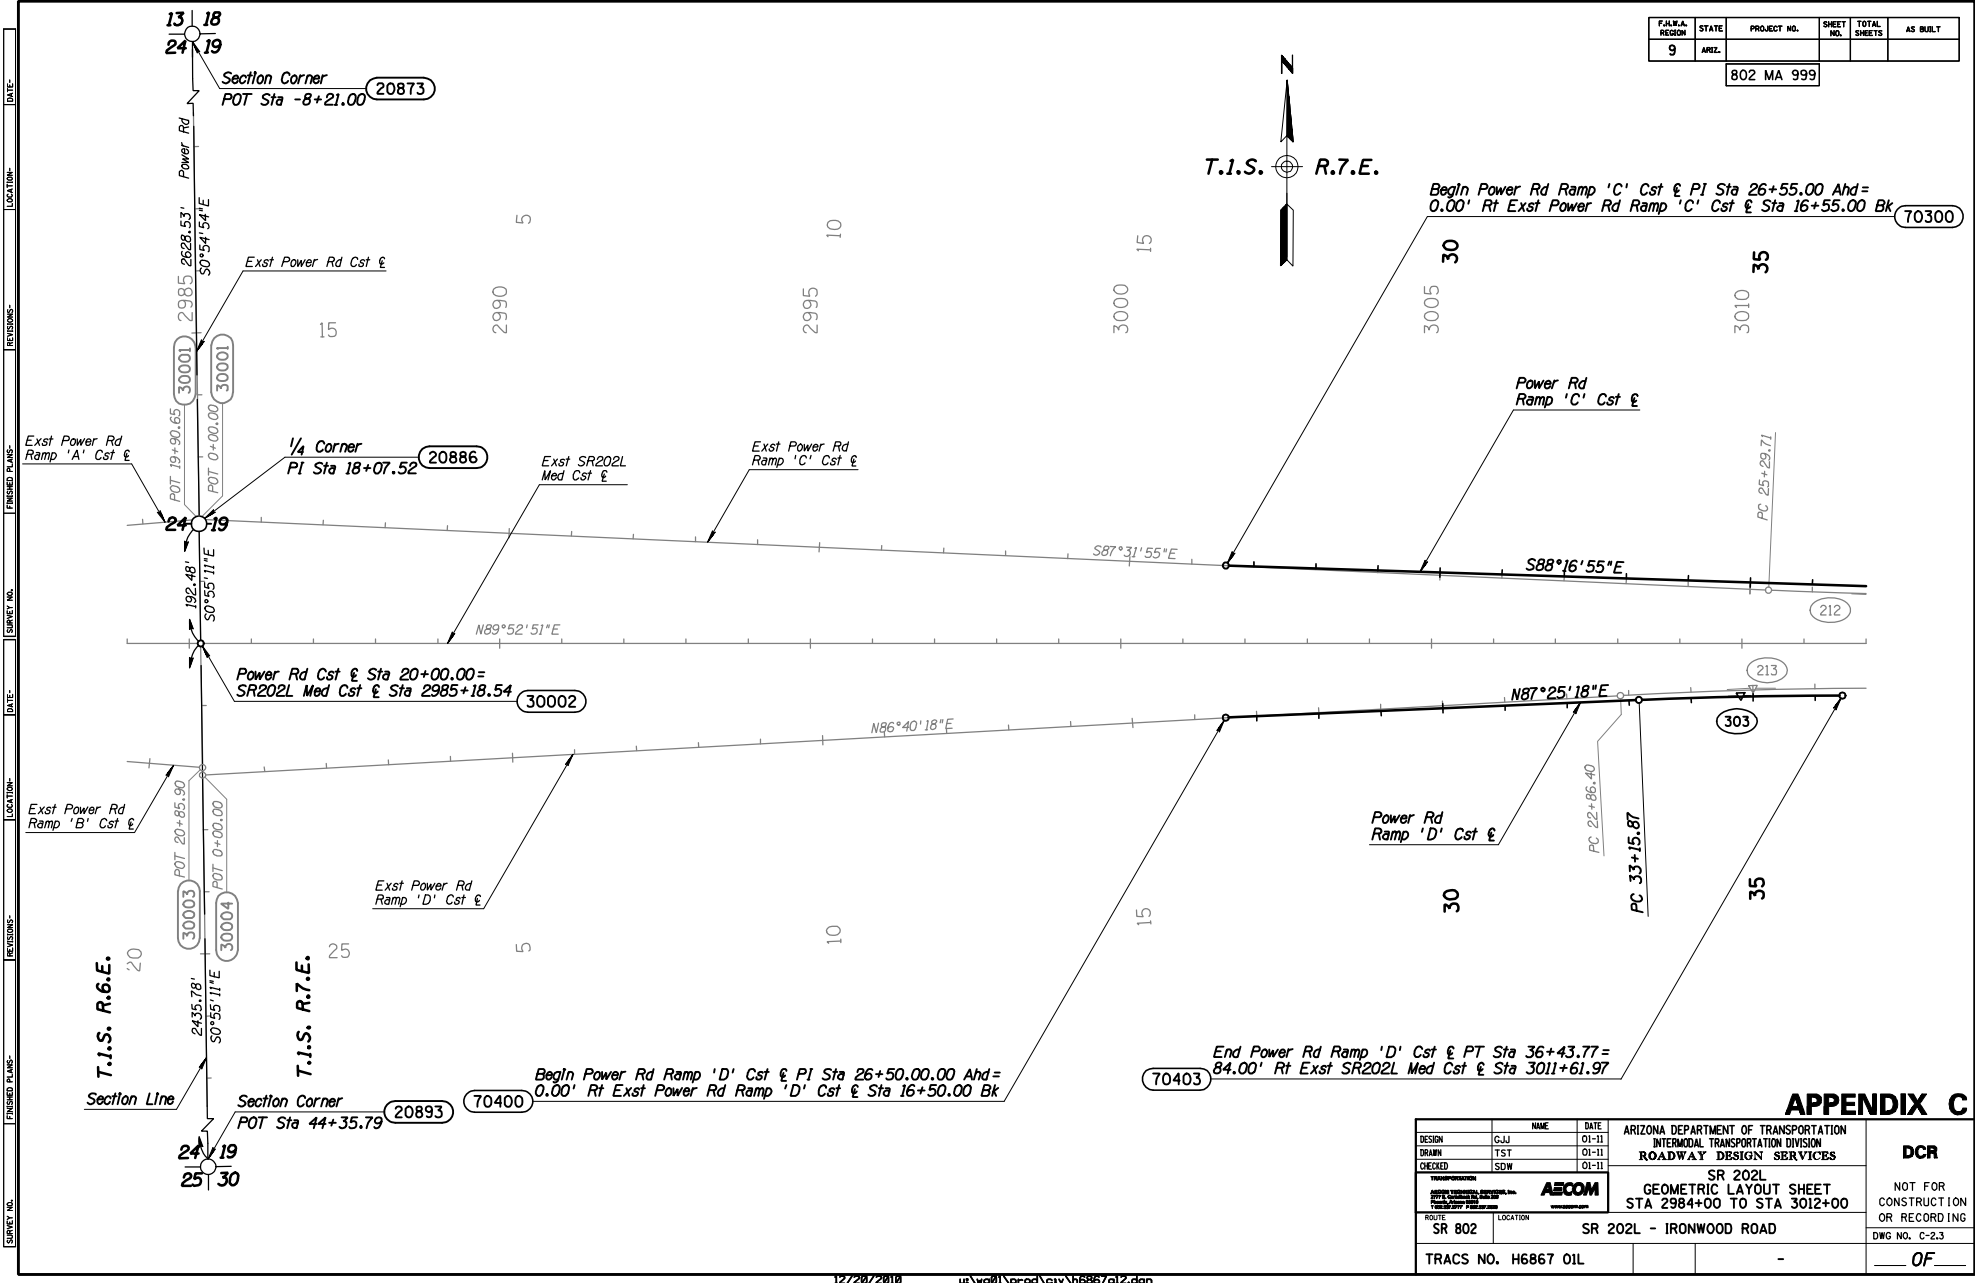 13 18
24 19
Section Corner
POT Sta -8+21.00
20873
Power Rd
2628.53'
S0°54'54"E
Exst Power Rd Cst ℄
2985
2990
2995
3000
3005
3010
5
10
15
15
30
35
N
T.1.S. R.7.E.
F.H.W.A. REGION
STATE
PROJECT NO.
SHEET NO.
TOTAL SHEETS
AS BUILT
9
ARIZ.
802 MA 999
Begin Power Rd Ramp 'C' Cst ℄ PI Sta 26+55.00 Ahd=
0.00' Rt Exst Power Rd Ramp 'C' Cst ℄ Sta 16+55.00 Bk
70300
30001
30001
POT 19+90.65
POT 0+00.00
Exst Power Rd
Ramp 'A' Cst ℄
1/4 Corner
PI Sta 18+07.52
20886
Exst SR202L
Med Cst ℄
Exst Power Rd
Ramp 'C' Cst ℄
Power Rd
Ramp 'C' Cst ℄
PC 25+29.71
24 19
S87°31'55"E
S88°16'55"E
212
192.48'
S0°55'11"E
N89°52'51"E
Power Rd Cst ℄ Sta 20+00.00=
SR202L Med Cst ℄ Sta 2985+18.54
30002
213
N87°25'18"E
303
N86°40'18"E
Exst Power Rd
Ramp 'B' Cst ℄
POT 20+85.90
POT 0+00.00
30003
30004
Exst Power Rd
Ramp 'D' Cst ℄
Power Rd
Ramp 'D' Cst ℄
PC 22+86.40
PC 33+15.87
20
25
5
10
15
30
35
T.1.S. R.6.E.
T.1.S. R.7.E.
2435.78'
S0°55'11"E
Section Line
Section Corner
POT Sta 44+35.79
20893
24 19
25 30
70400
Begin Power Rd Ramp 'D' Cst ℄ PI Sta 26+50.00.00 Ahd=
0.00' Rt Exst Power Rd Ramp 'D' Cst ℄ Sta 16+50.00 Bk
70403
End Power Rd Ramp 'D' Cst ℄ PT Sta 36+43.77=
84.00' Rt Exst SR202L Med Cst ℄ Sta 3011+61.97
APPENDIX C
NAME DATE
DESIGN GJJ 01-11
DRAWN TST 01-11
CHECKED SDW 01-11
TRANSPORTATION
AECOM
ARIZONA DEPARTMENT OF TRANSPORTATION
INTERMODAL TRANSPORTATION DIVISION
ROADWAY DESIGN SERVICES
SR 202L
GEOMETRIC LAYOUT SHEET
STA 2984+00 TO STA 3012+00
DCR
NOT FOR
CONSTRUCTION
OR RECORDING
ROUTE
SR 802
LOCATION
SR 202L - IRONWOOD ROAD
DWG NO. C-2.3
TRACS NO. H6867 01L
-
OF
DATE-
LOCATION-
REVISIONS-
FINISHED PLANS-
SURVEY NO.
DATE-
LOCATION-
REVISIONS-
FINISHED PLANS-
SURVEY NO.
12/20/2010